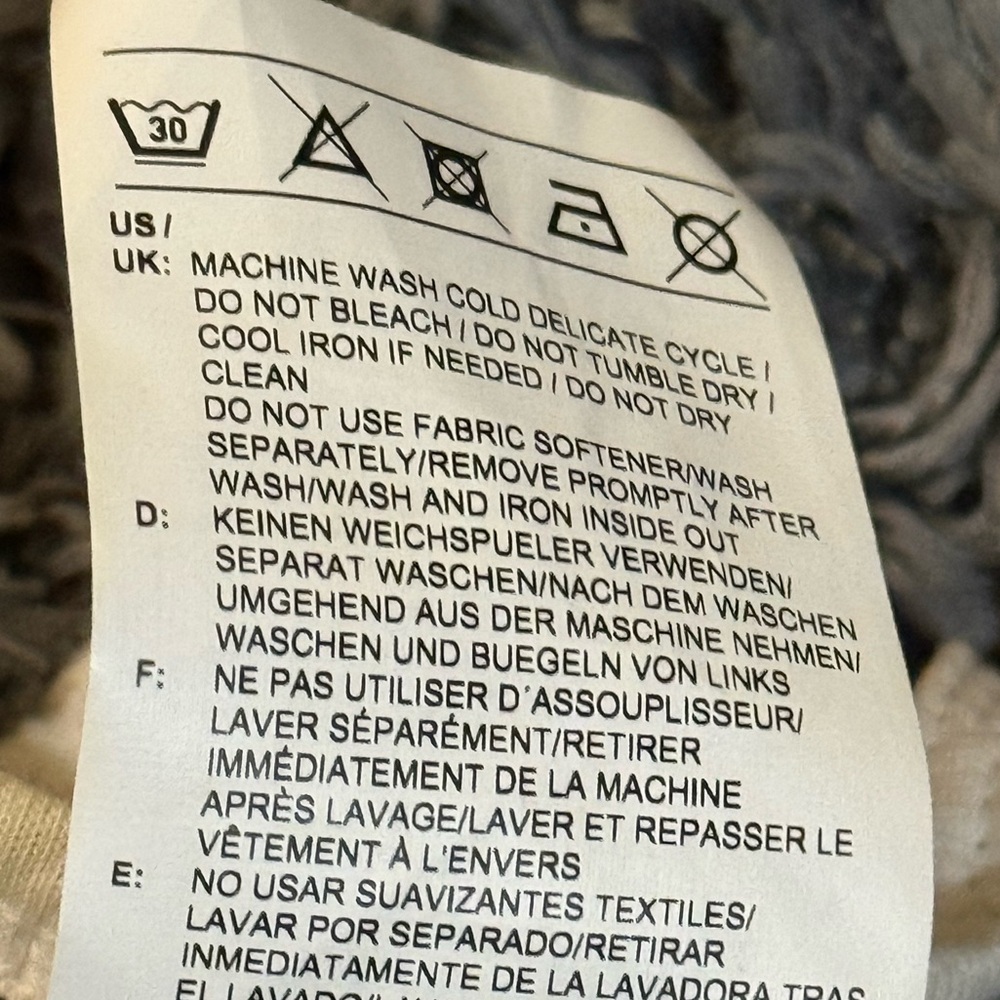 30
US /
UK: MACHINE WASH COLD DELICATE CYCLE /
DO NOT BLEACH / DO NOT TUMBLE DRY /
COOL IRON IF NEEDED / DO NOT DRY
CLEAN
DO NOT USE FABRIC SOFTENER/WASH
SEPARATELY/REMOVE PROMPTLY AFTER
WASH/WASH AND IRON INSIDE OUT
D: KEINEN WEICHSPUELER VERWENDEN/
SEPARAT WASCHEN/NACH DEM WASCHEN
UMGEHEND AUS DER MASCHINE NEHMEN/
WASCHEN UND BUEGELN VON LINKS
F: NE PAS UTILISER D'ASSOUPLISSEUR/
LAVER SÉPARÉMENT/RETIRER
IMMÉDIATEMENT DE LA MACHINE
APRÈS LAVAGE/LAVER ET REPASSER LE
VÊTEMENT À L'ENVERS
E: NO USAR SUAVIZANTES TEXTILES/
LAVAR POR SEPARADO/RETIRAR
INMEDIATAMENTE DE LA LAVADORA TRAS
EL